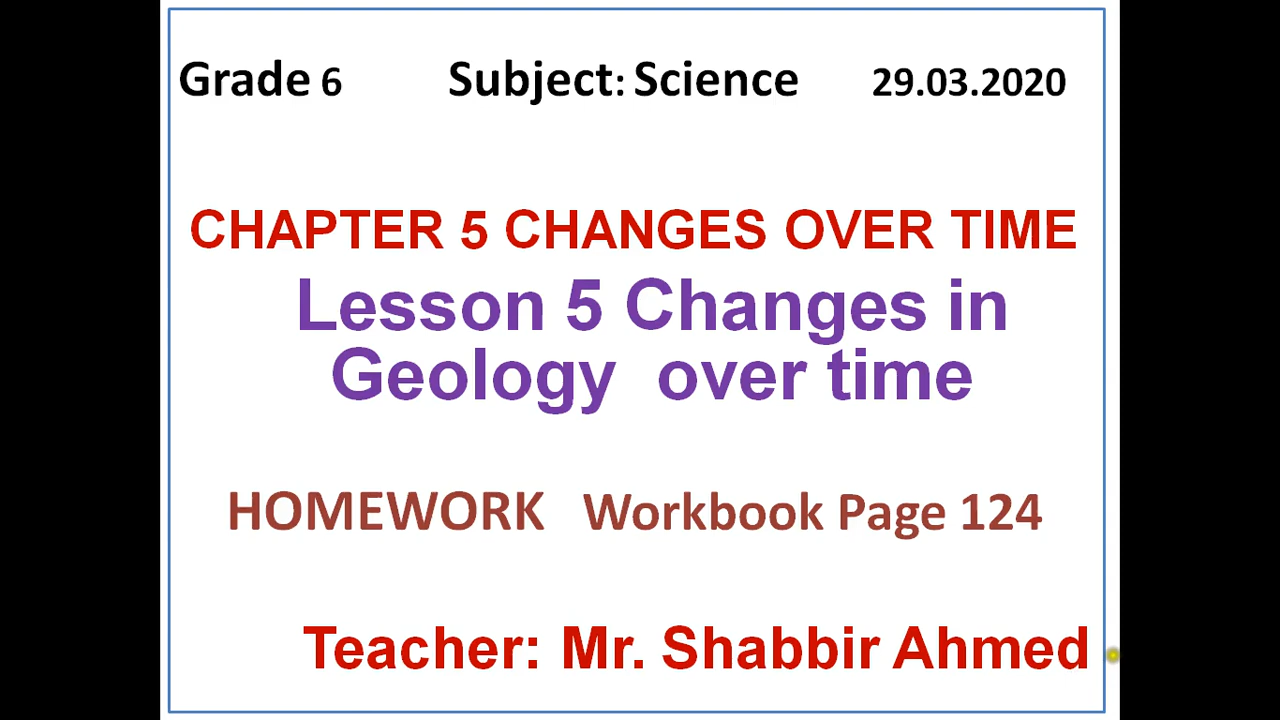 Grade 6 Subject: Science 29.03.2020
CHAPTER 5 CHANGES OVER TIME
Lesson 5 Changes in
Geology over time
HOMEWORK Workbook Page 124
Teacher: Mr. Shabbir Ahmed